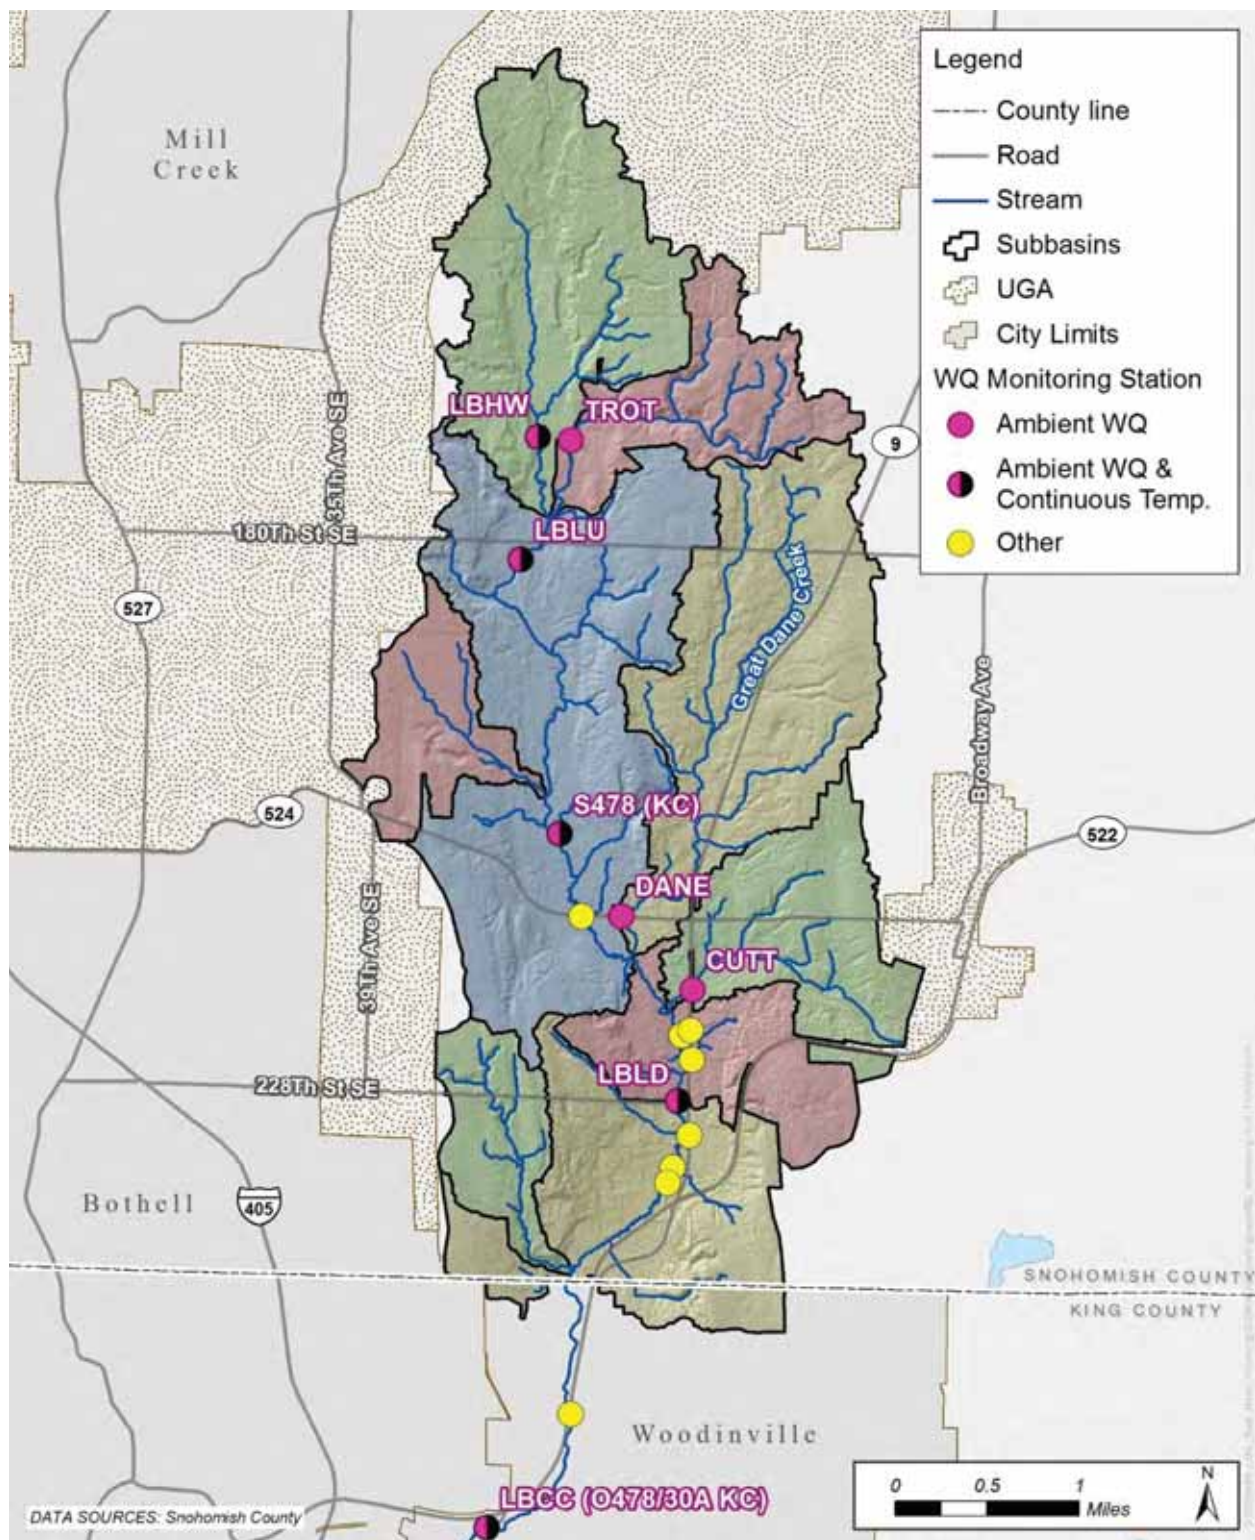 Legend
County line
Road
Stream
Subbasins
UGA
City Limits
WQ Monitoring Station
Ambient WQ
Ambient WQ &
Continuous Temp.
Other
Mill
Creek
LBHW
TROT
9
35Th Ave SE
180Th St SE
LBLU
527
Great Dane Creek
Broadway Ave
S478 (KC)
524
522
DANE
39Th Ave SE
CUTT
LBLD
228Th St SE
Bothell
405
SNOHOMISH COUNTY
KING COUNTY
Woodinville
LBCC (O478/30A KC)
0 0.5 1
Miles
N
DATA SOURCES: Snohomish County